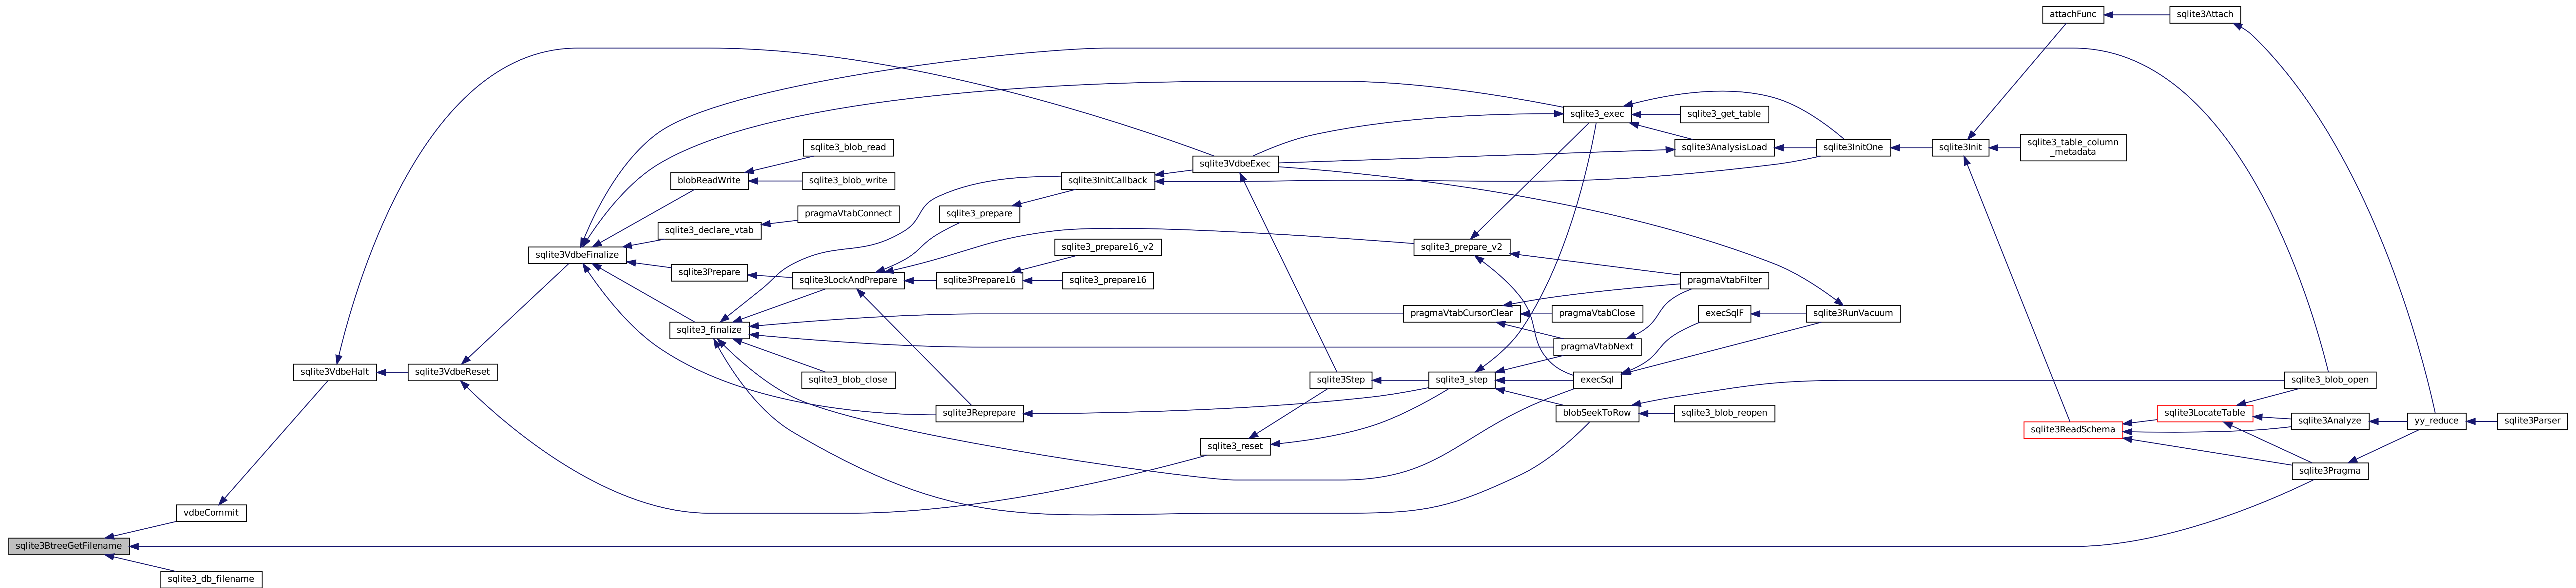 attachFunc
sqlite3Attach
sqlite3_exec
sqlite3_get_table
sqlite3_blob_read
sqlite3AnalysisLoad
sqlite3InitOne
sqlite3Init
sqlite3_table_column
_metadata
sqlite3VdbeExec
blobReadWrite
sqlite3_blob_write
sqlite3InitCallback
pragmaVtabConnect
sqlite3_prepare
sqlite3_declare_vtab
sqlite3VdbeFinalize
sqlite3_prepare16_v2
sqlite3_prepare_v2
sqlite3Prepare
sqlite3LockAndPrepare
sqlite3Prepare16
sqlite3_prepare16
pragmaVtabFilter
pragmaVtabCursorClear
pragmaVtabClose
execSqlF
sqlite3RunVacuum
sqlite3_finalize
pragmaVtabNext
sqlite3VdbeHalt
sqlite3VdbeReset
sqlite3_blob_close
sqlite3Step
sqlite3_step
execSql
sqlite3_blob_open
sqlite3Reprepare
blobSeekToRow
sqlite3_blob_reopen
sqlite3LocateTable
sqlite3Analyze
yy_reduce
sqlite3Parser
sqlite3ReadSchema
sqlite3_reset
sqlite3Pragma
vdbeCommit
sqlite3BtreeGetFilename
sqlite3_db_filename